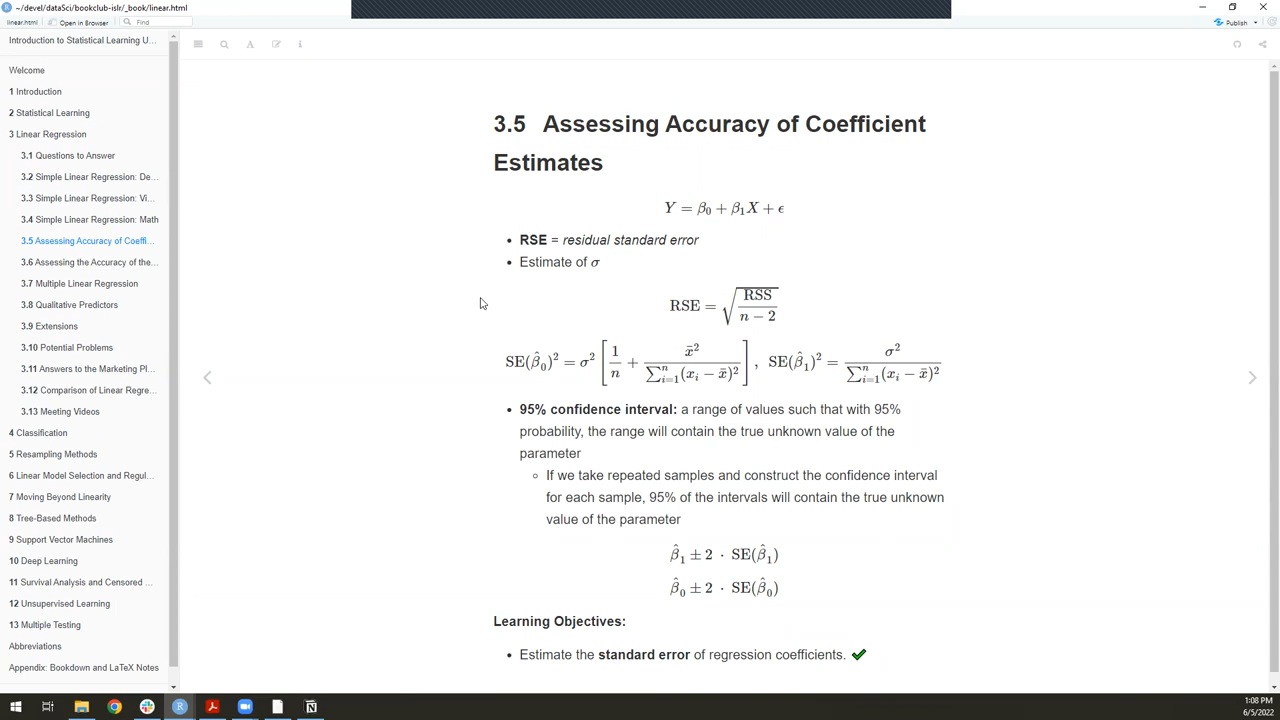 ~/devel/dataSci/bookclub-islr/_book/linear.html
linear.html
Open in Browser
Find
Publish
Introduction to Statistical Learning U...
Welcome
1 Introduction
2 Statistical Learning
3 Linear Regression
3.1 Questions to Answer
3.2 Simple Linear Regression: De...
3.3 Simple Linear Regression: Vi...
3.4 Simple Linear Regression: Math
3.5 Assessing Accuracy of Coeffi...
3.6 Assessing the Accuracy of the...
3.7 Multiple Linear Regression
3.8 Qualitative Predictors
3.9 Extensions
3.10 Potential Problems
3.11 Answers to the Marketing Pl...
3.12 Comparison of Linear Regre...
3.13 Meeting Videos
4 Classification
5 Resampling Methods
6 Linear Model Selection and Regul...
7 Moving Beyond Linearity
8 Tree-Based Methods
9 Support Vector Machines
10 Deep Learning
11 Survival Analysis and Censored ...
12 Unsupervised Learning
13 Multiple Testing
Abbreviations
Appendix: Bookdown and LaTeX Notes
3.5 Assessing Accuracy of Coefficient
Estimates
Y = β₀ + β₁X + ϵ
• RSE = residual standard error
• Estimate of σ
RSE = √(RSS / (n − 2))
SE(β̂₀)² = σ² [1/n + x̄² / ∑ᵢ₌₁ⁿ(xᵢ − x̄)²], SE(β̂₁)² = σ² / ∑ᵢ₌₁ⁿ(xᵢ − x̄)²
• 95% confidence interval: a range of values such that with 95%
probability, the range will contain the true unknown value of the
parameter
◦ If we take repeated samples and construct the confidence interval
for each sample, 95% of the intervals will contain the true unknown
value of the parameter
β̂₁ ± 2 · SE(β̂₁)
β̂₀ ± 2 · SE(β̂₀)
Learning Objectives:
• Estimate the standard error of regression coefficients. ✔
1:08 PM
6/5/2022